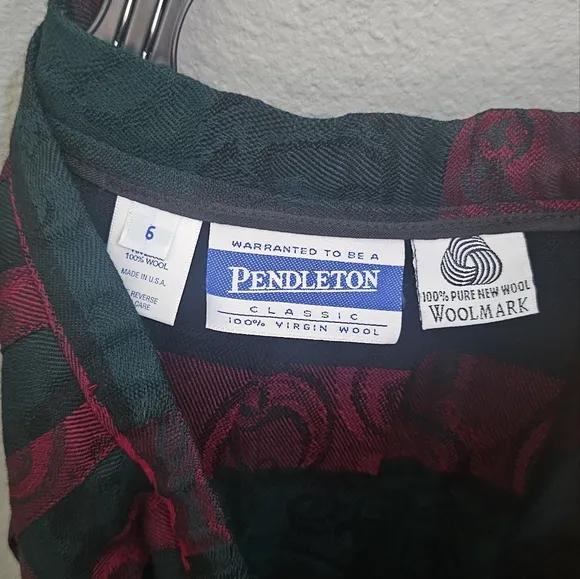 6
100% WOOL
MADE IN U.S.A.
REVERSE
CARE
WARRANTED TO BE A
PENDLETON
CLASSIC
100% VIRGIN WOOL
100% PURE NEW WOOL
WOOLMARK